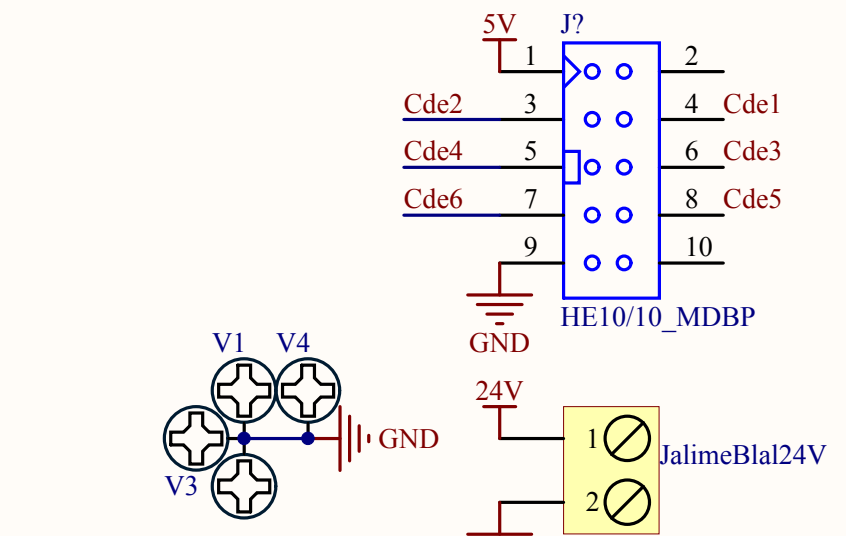 5V J?
1 2
Cde2 3 4 Cde1
Cde4 5 6 Cde3
Cde6 7 8 Cde5
9 10
HE10/10_MDBP
GND
V1 V4
24V
1
GND
JalimeBlal24V
V3
2